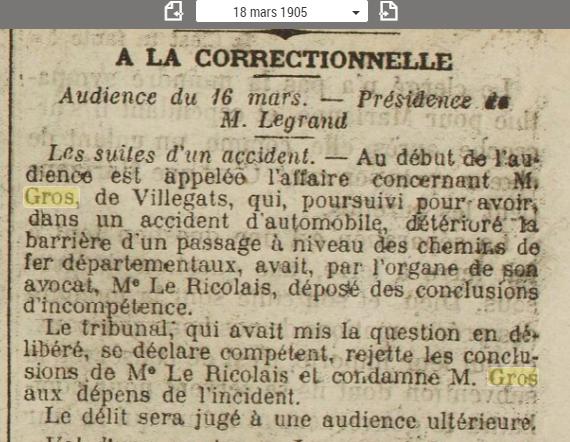 18 mars 1905
A LA CORRECTIONNELLE
Audience du 16 mars. — Présidence de
M. Legrand
Les suites d'un accident. — Au début de l'au-
dience est appelée l'affaire concernant M.
Gros, de Villegats, qui, poursuivi pour avoir,
dans un accident d'automobile, détérioré la
barrière d'un passage à niveau des chemins de
fer départementaux, avait, par l'organe de son
avocat, Me Le Ricolais, déposé des conclusions
d'incompétence.
Le tribunal, qui avait mis la question en dé-
libéré, se déclare compétent, rejette les conclu-
sions de Me Le Ricolais et condamne M. Gros
aux dépens de l'incident.
Le délit sera jugé à une audience ultérieure.